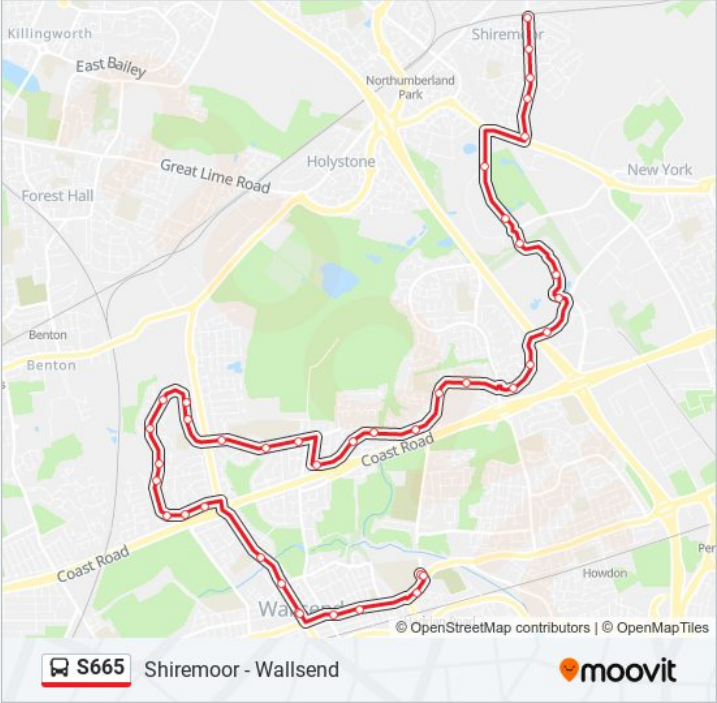 Killingworth
Shiremoor
East Bailey
Northumberland
Park
Holystone
Great Lime Road
New York
Forest Hall
Benton
Benton
Coast Road
Coast Road
Howdon
Wallsend
© OpenStreetMap contributors | © OpenMapTiles
S665 Shiremoor - Wallsend
moovit